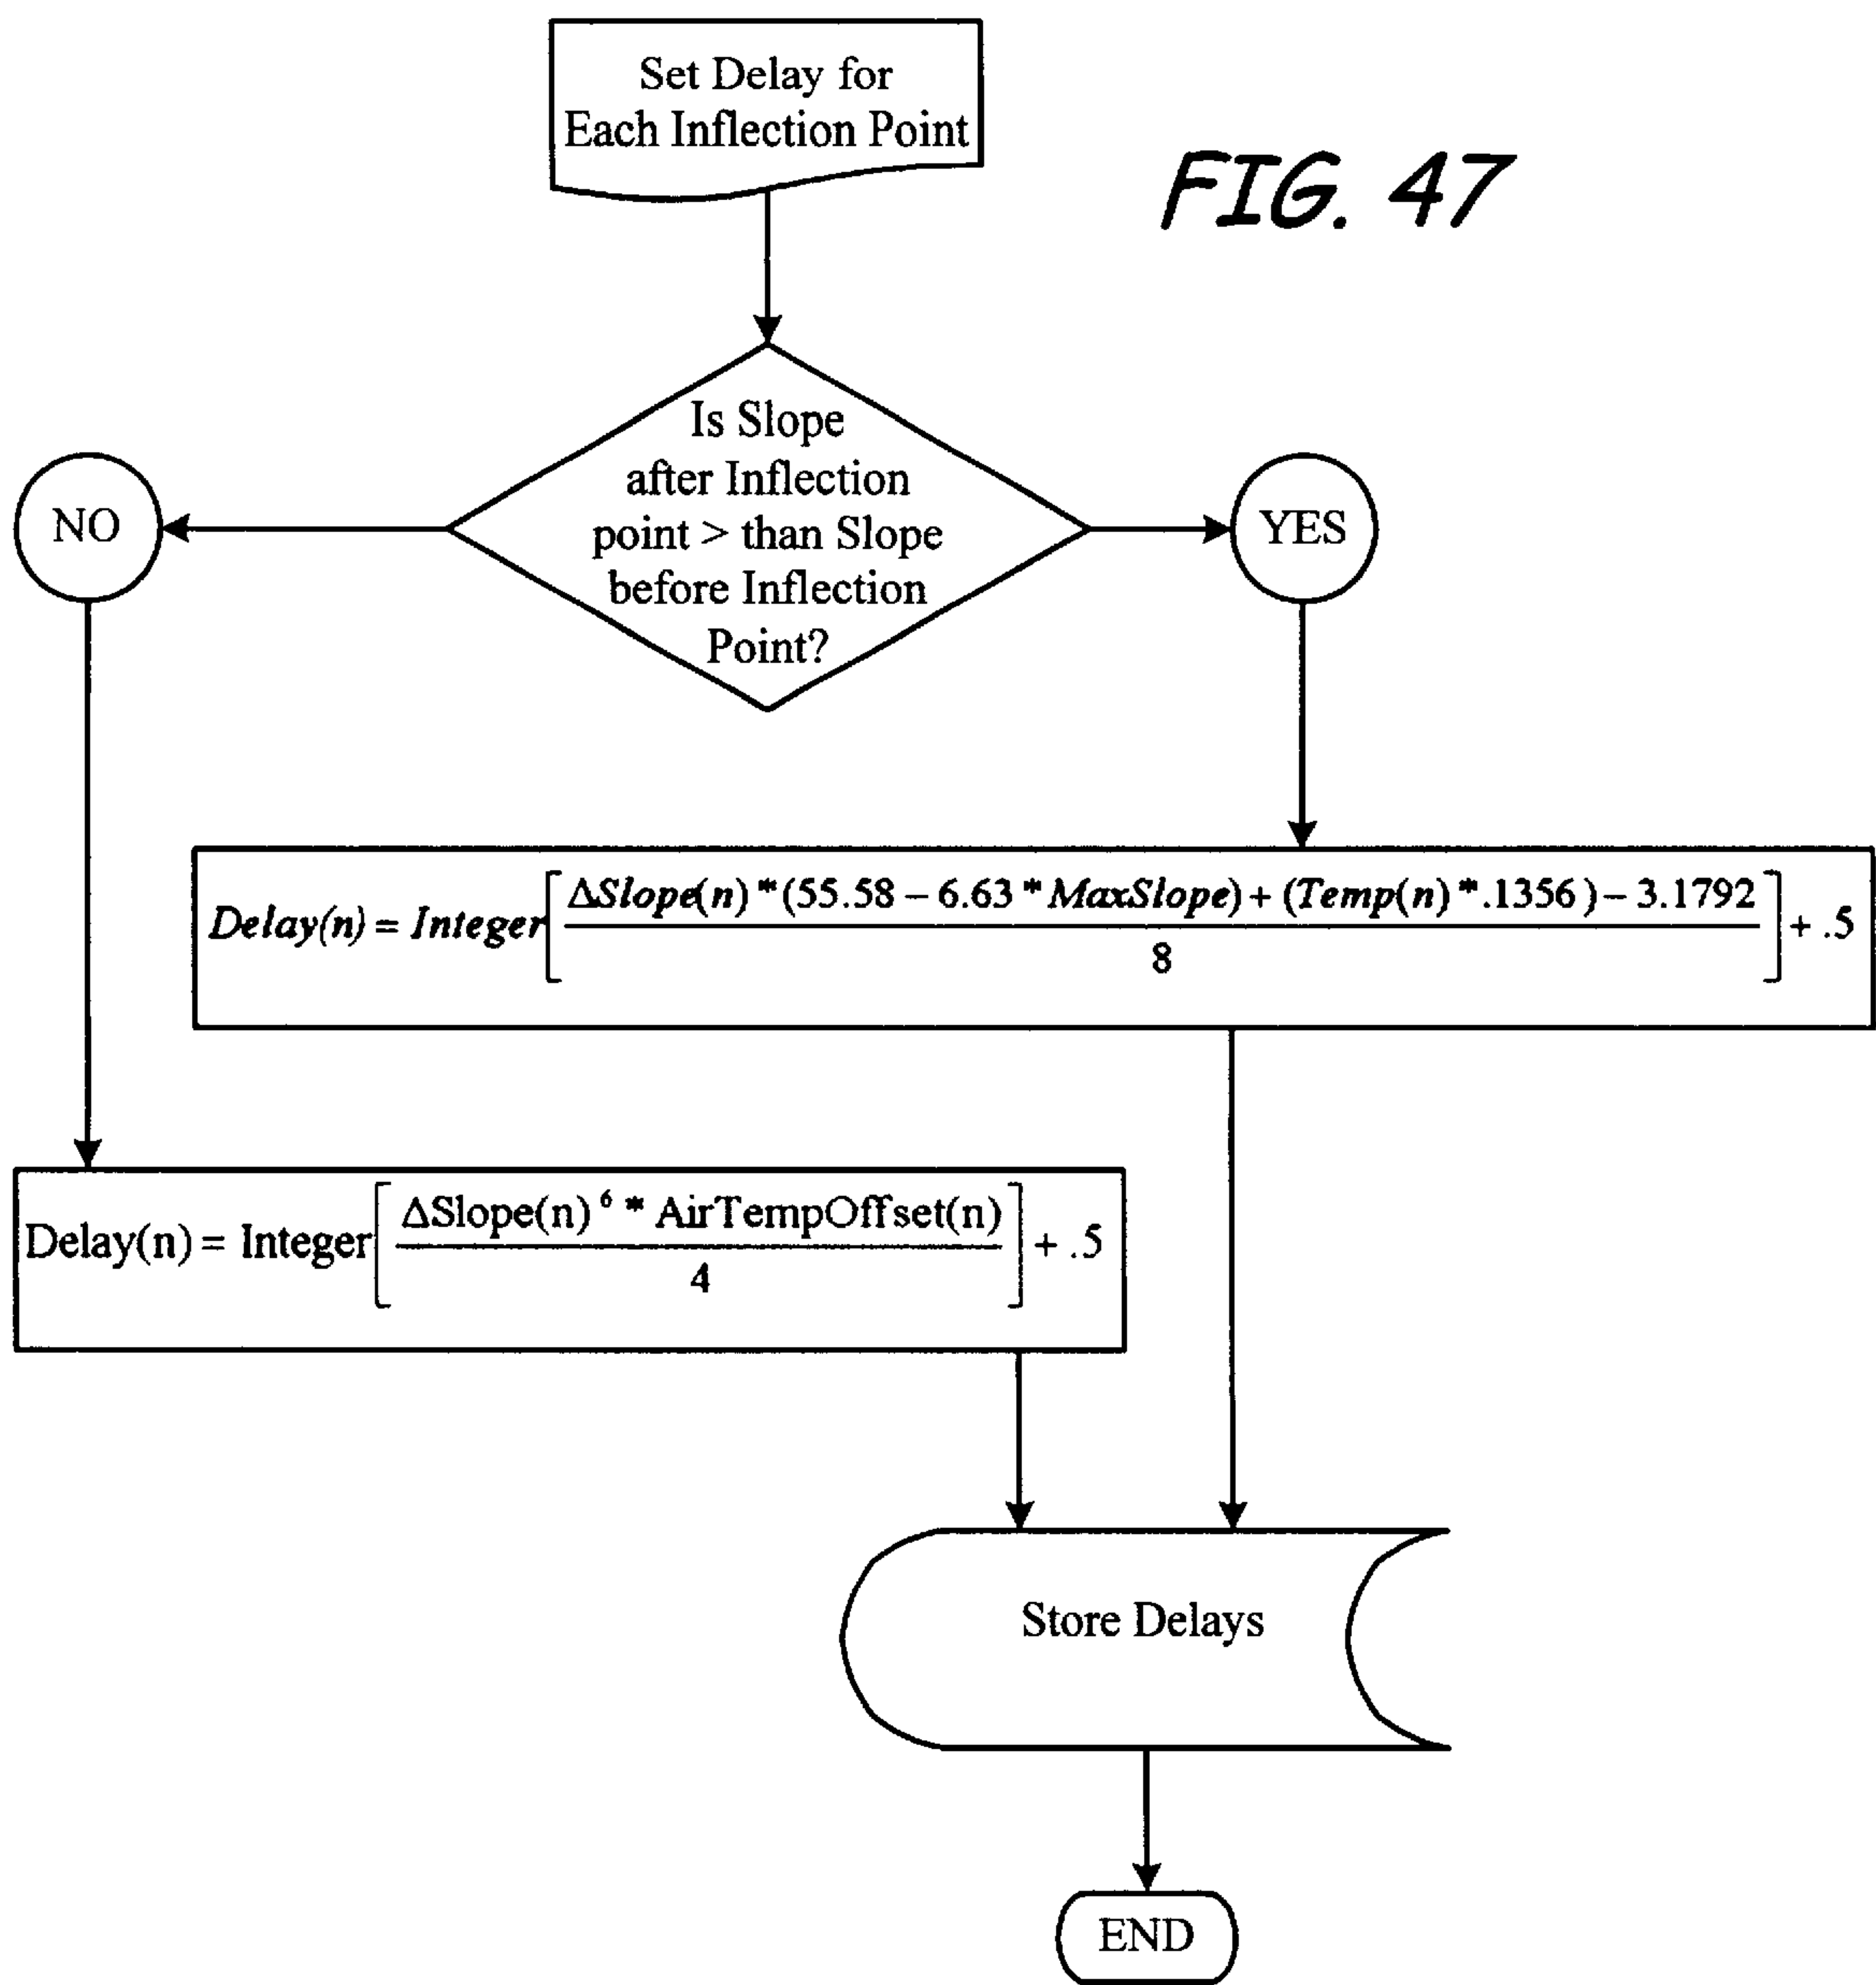 Set Delay for
Each Inflection Point
FIG. 47
Is Slope
after Inflection
point > than Slope
before Inflection
Point?
NO
YES
Delay(n) = Integer[ΔSlope(n) * (55.58 – 6.63 * MaxSlope) + (Temp(n) * .1356 ) – 3.1792
8
] + .5
Delay(n) = Integer[ΔSlope(n)⁶ * AirTempOffset(n)
4
] + .5
Store Delays
END